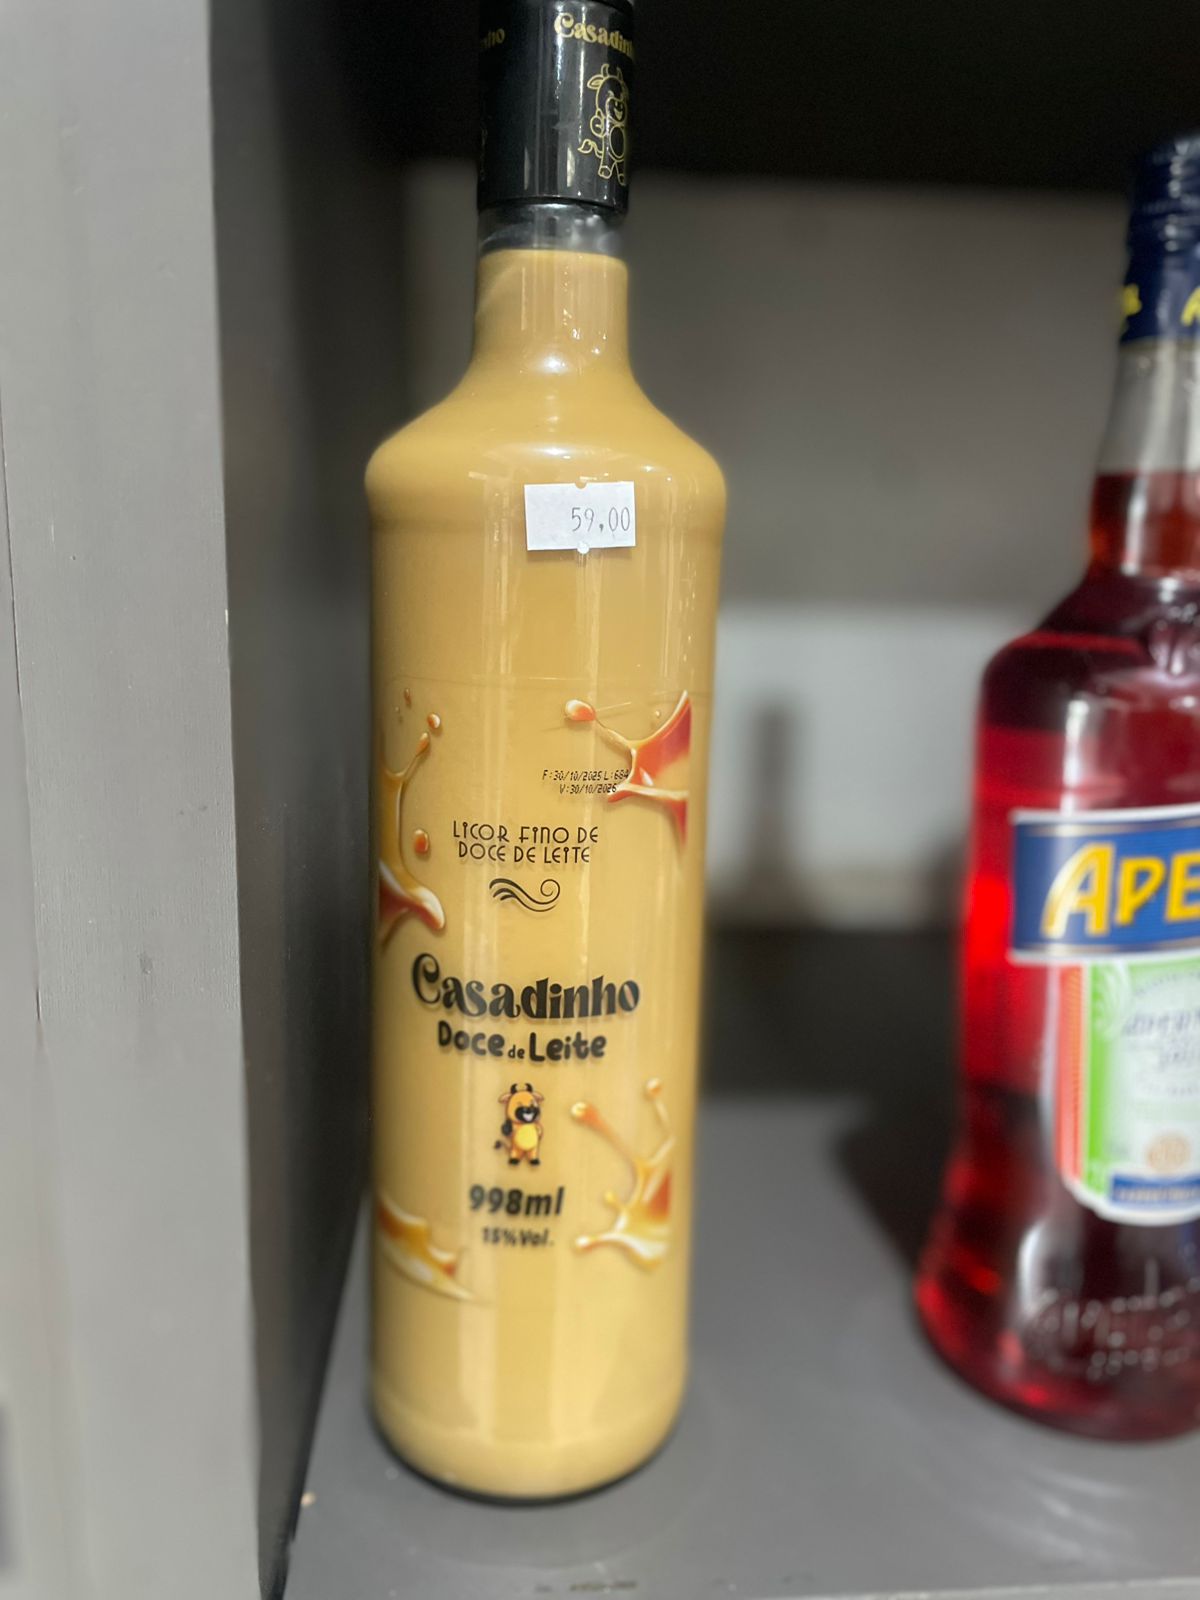 Casadinho
59,00
F:30/10/2025 L:684
V:30/10/2026
LICOR FINO DE
DOCE DE LEITE
Casadinho
Doce de Leite
998ml
15% Vol.
APE